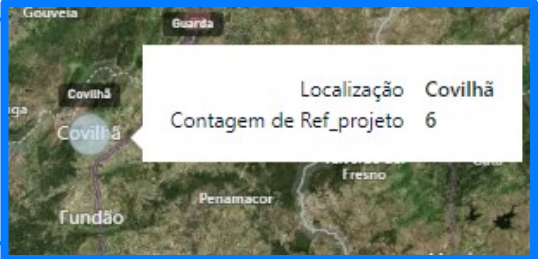 Gouveia
Guarda
Localização Covilhã
Contagem de Ref_projeto 6
Covilhã
Covilhã
Fresno
Penamacor
Fundão